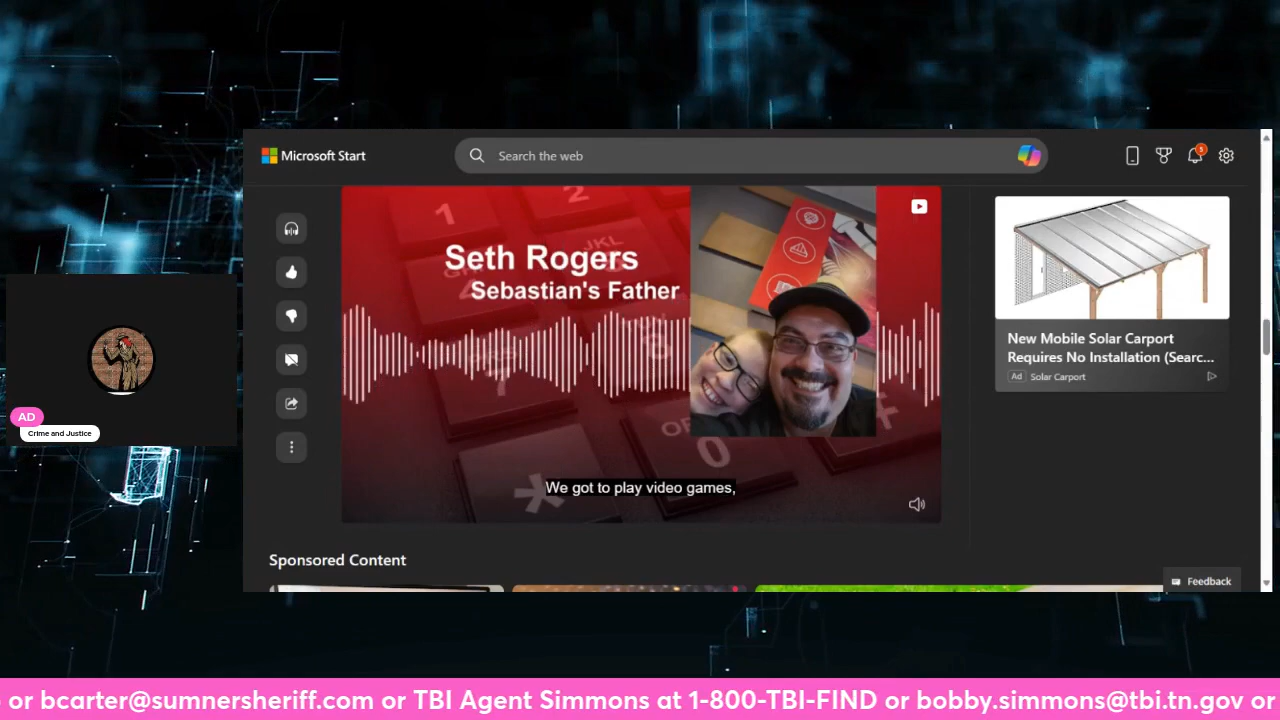 Microsoft Start
Search the web
5
Seth Rogers
Sebastian's Father
We got to play video games,
New Mobile Solar Carport
Requires No Installation (Searc...
Ad Solar Carport
AD
Crime and Justice
Sponsored Content
Feedback
or bcarter@sumnersheriff.com or TBI Agent Simmons at 1-800-TBI-FIND or bobby.simmons@tbi.tn.gov or